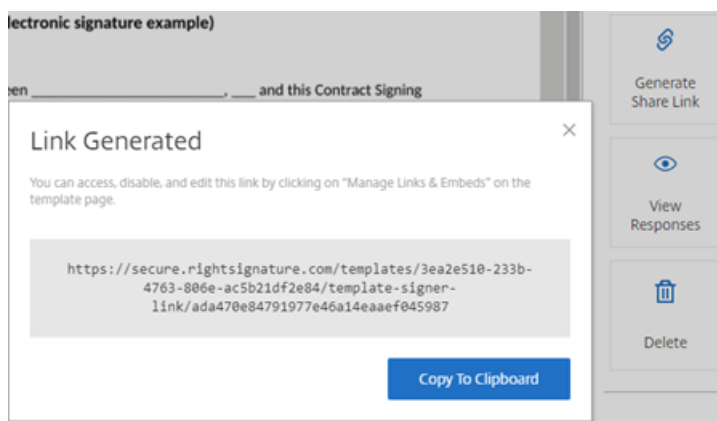 lectronic signature example)
een _________________________, ___ and this Contract Signing
Link Generated
You can access, disable, and edit this link by clicking on "Manage Links & Embeds" on the
template page.
https://secure.rightsignature.com/templates/3ea2e510-233b-
4763-806e-ac5b21df2e84/template-signer-
link/ada470e84791977e46a14eaaef045987
Copy To Clipboard
Generate
Share Link
View
Responses
Delete